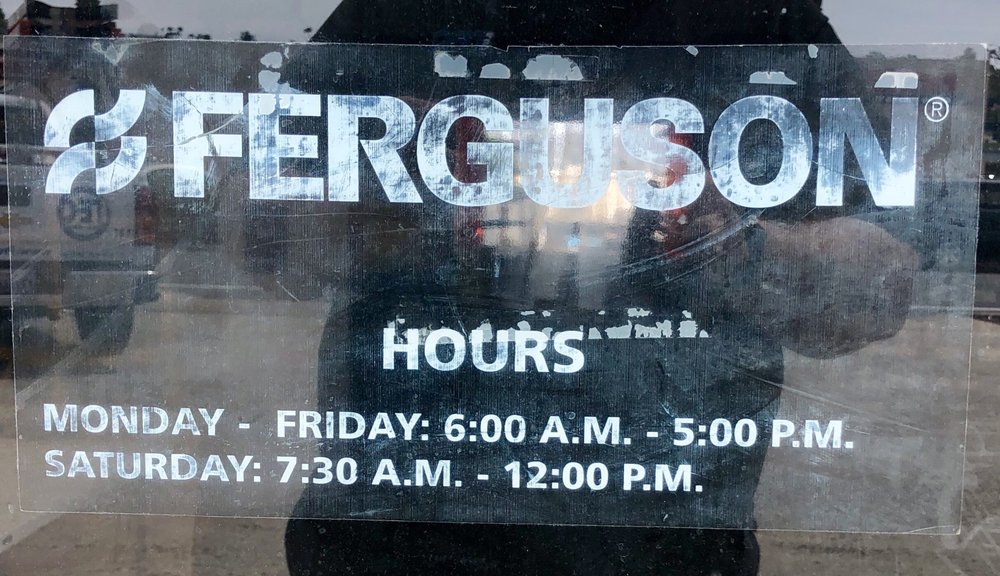 FERGUSON®
HOURS
MONDAY - FRIDAY: 6:00 A.M. - 5:00 P.M.
SATURDAY: 7:30 A.M. - 12:00 P.M.